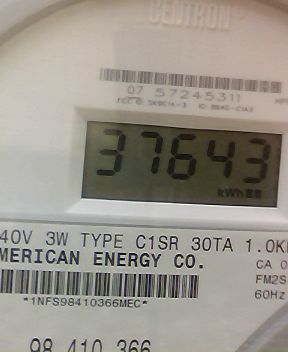 CENTRON
07 57245311
37643
kWh
40V 3W TYPE C1SR 30TA 1.0K
MERICAN ENERGY CO.
CA 0
FM2S
60Hz
*1NFS98410366MEC*
98 410 366